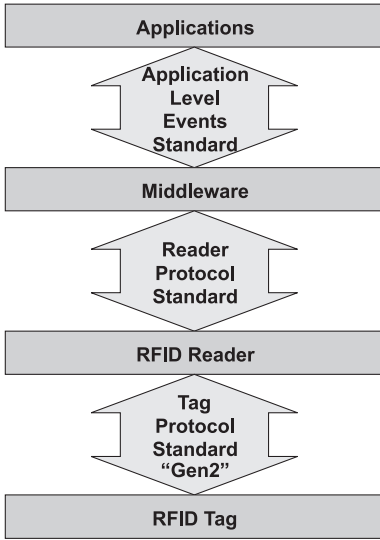 Applications
Application
Level
Events
Standard
Middleware
Reader
Protocol
Standard
RFID Reader
Tag
Protocol
Standard
“Gen2”
RFID Tag